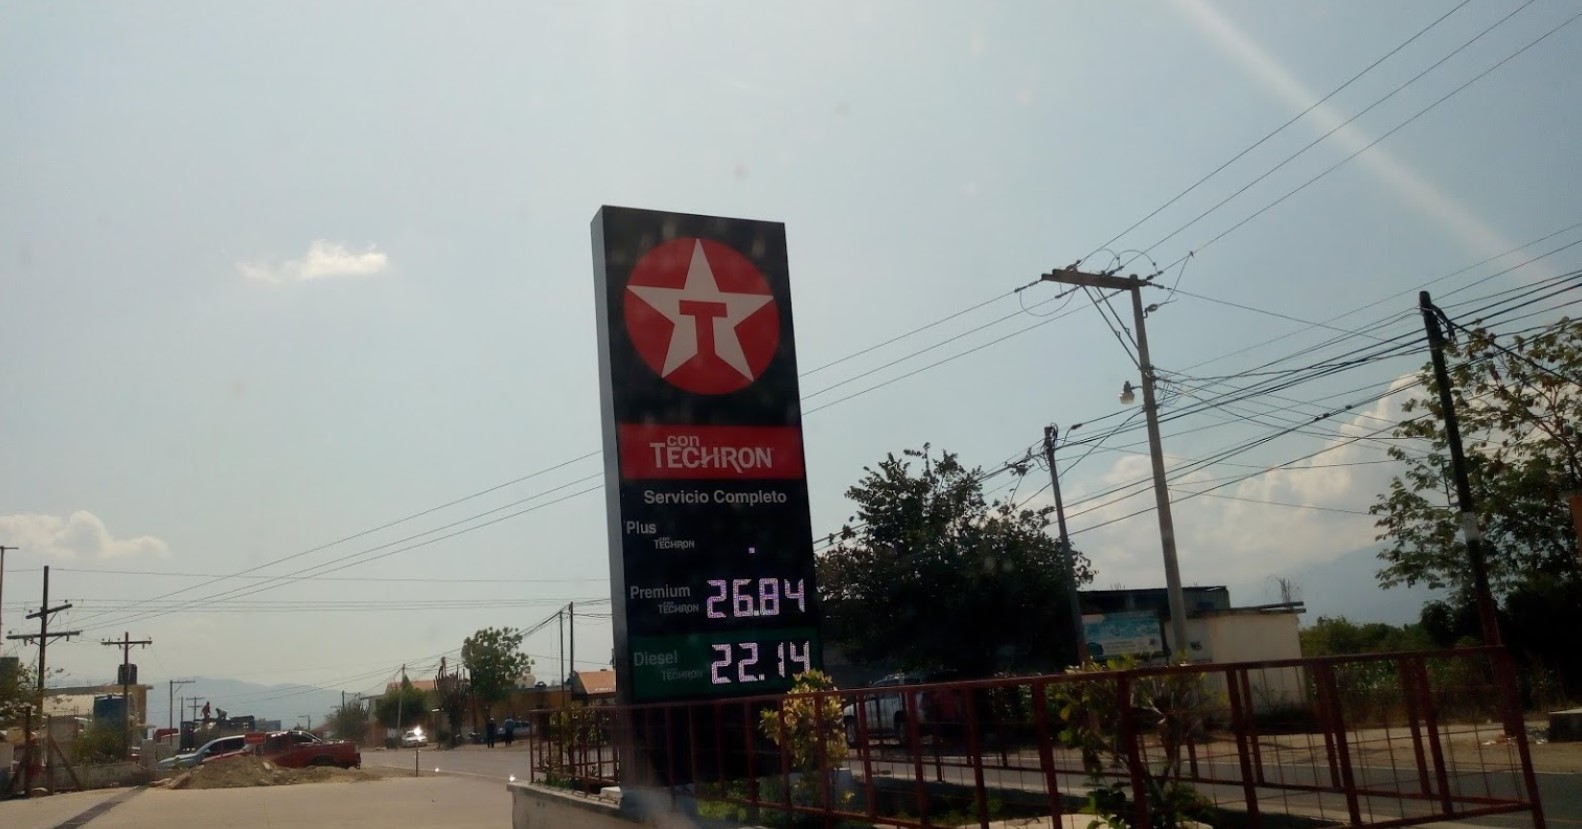 T
con
TECHRON
Servicio Completo
Plus
con
TECHRON
.
Premium
26.84
con
TECHRON
Diesel
22.14
con
TECHRON